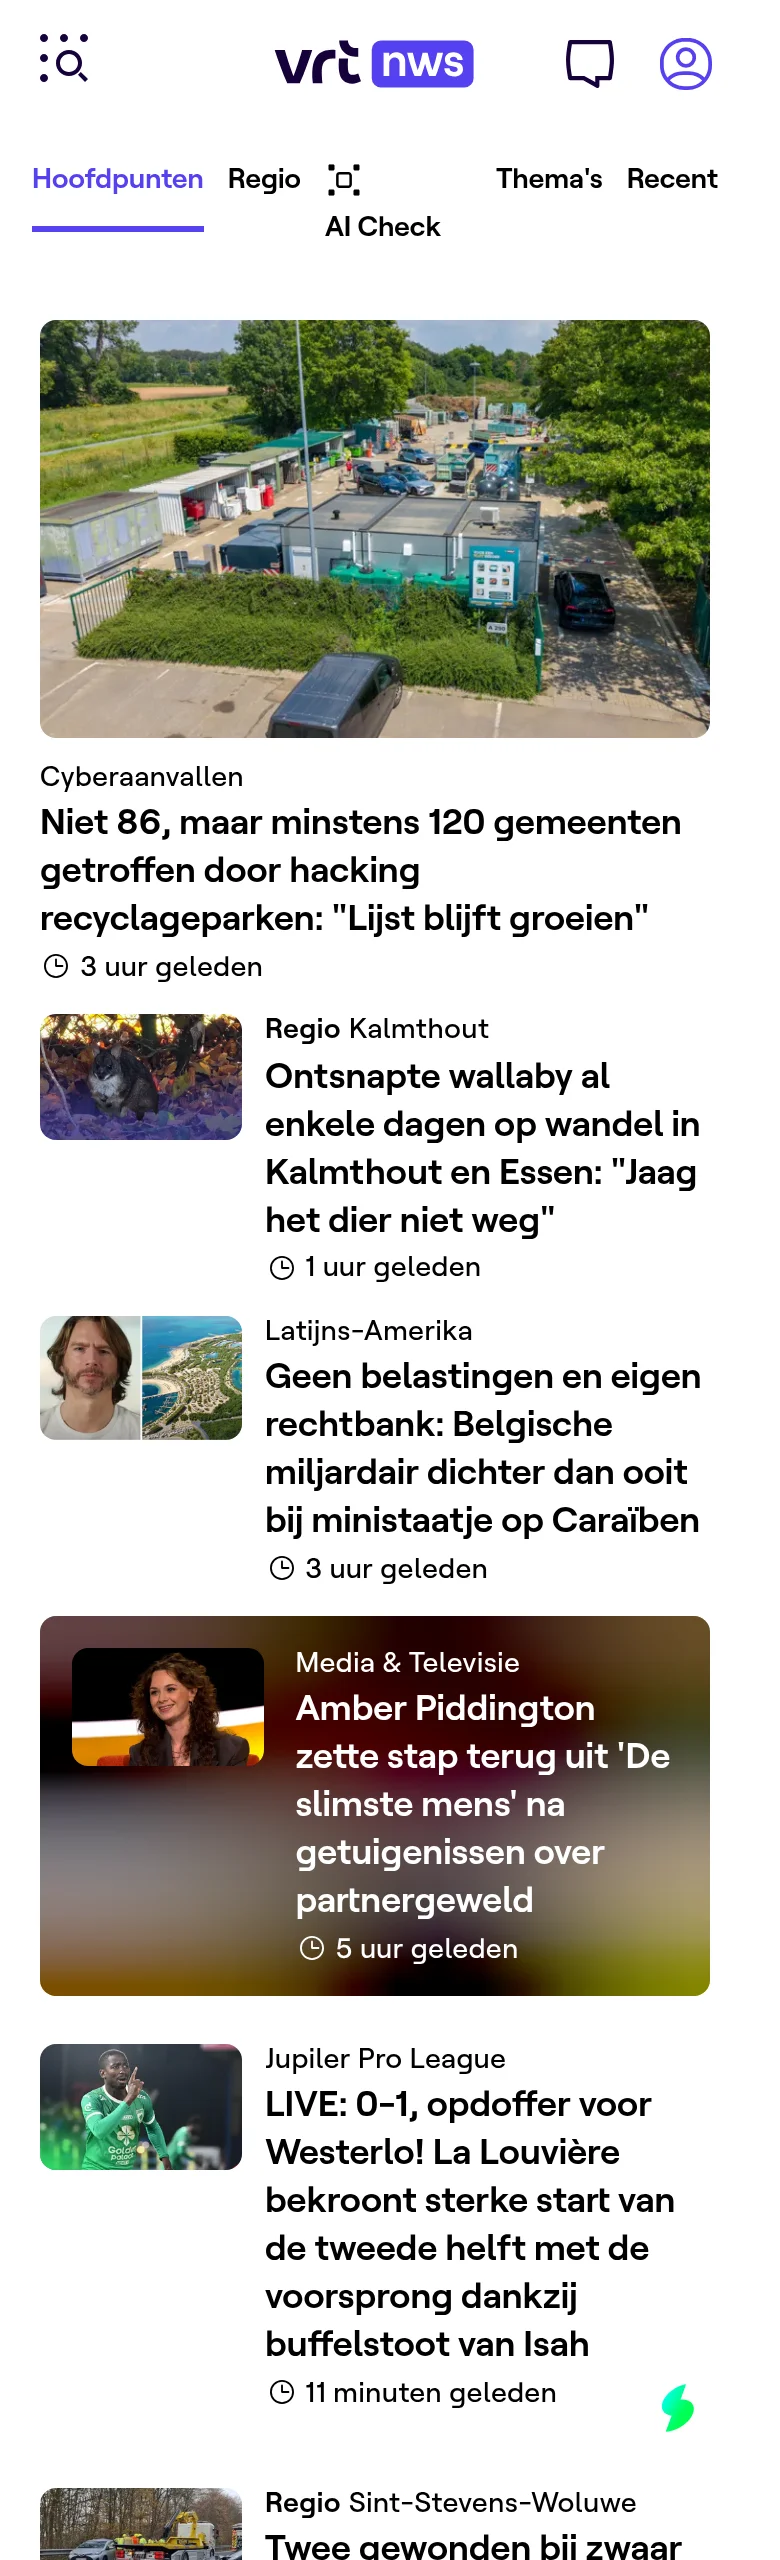 vrt nws
Hoofdpunten Regio AI Check Thema's Recent
Cyberaanvallen
Niet 86, maar minstens 120 gemeenten
getroffen door hacking
recyclageparken: "Lijst blijft groeien"
3 uur geleden
Regio Kalmthout
Ontsnapte wallaby al
enkele dagen op wandel in
Kalmthout en Essen: "Jaag
het dier niet weg"
1 uur geleden
Latijns-Amerika
Geen belastingen en eigen
rechtbank: Belgische
miljardair dichter dan ooit
bij ministaatje op Caraïben
3 uur geleden
Media & Televisie
Amber Piddington
zette stap terug uit 'De
slimste mens' na
getuigenissen over
partnergeweld
5 uur geleden
Jupiler Pro League
LIVE: 0-1, opdoffer voor
Westerlo! La Louvière
bekroont sterke start van
de tweede helft met de
voorsprong dankzij
buffelstoot van Isah
11 minuten geleden
Regio Sint-Stevens-Woluwe
Twee gewonden bij zwaar